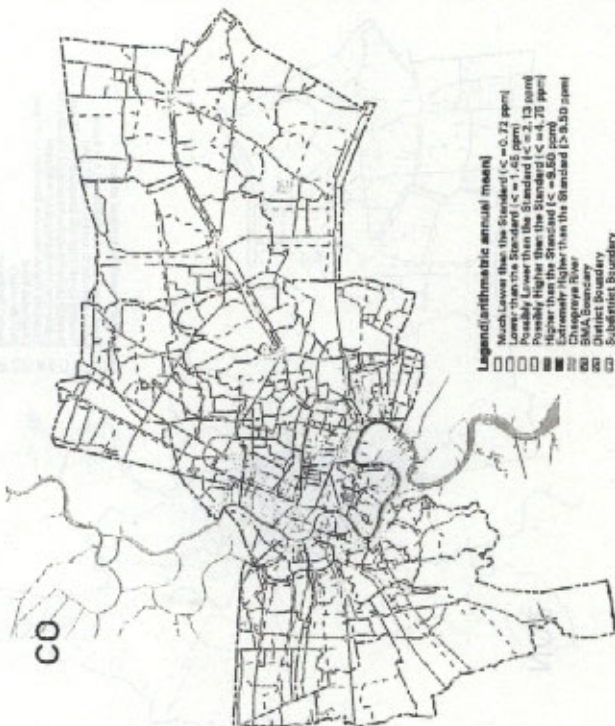 CO
Legend(arithmetric annual mean)
Much Lower than the Standard (<=0.72 ppm)
Lower than the Standard (<=1.45 ppm)
Possibly Lower than the Standard (<=2.13 ppm)
Possibly Higher than the Standard (<=4.75 ppm)
Higher than the Standard (<=9.50 ppm)
Extremely Higher than the Standard (>9.50 ppm)
Chaopraya River
BMA Boundary
District Boundary
Subdistrict Boundary